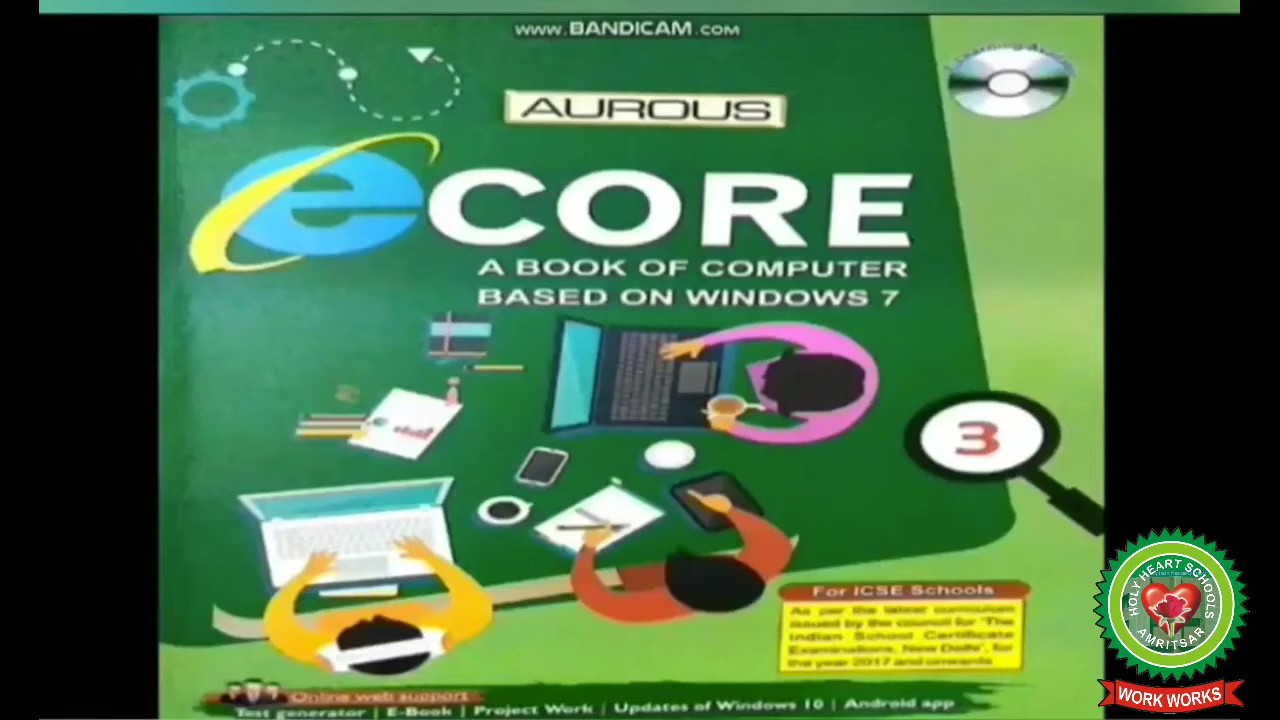 www.BANDICAM.com
AUROUS
eCORE
A BOOK OF COMPUTER
BASED ON WINDOWS 7
3
For ICSE Schools
As per the latest curriculum
issued by the council for 'The
Indian School Certificate
Examinations, New Delhi', for
the year 2017 and onwards
Online web support
Test generator | E-Book | Project Work | Updates of Windows 10 | Android app
HOLY HEART SCHOOLS
AMRITSAR
WORK WORKS